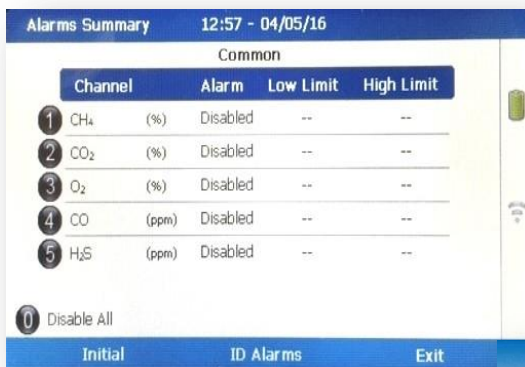 Alarms Summary 12:57 - 04/05/16
Common
Channel Alarm Low Limit High Limit
1 CH₄ (%) Disabled -- --
2 CO₂ (%) Disabled -- --
3 O₂ (%) Disabled -- --
4 CO (ppm) Disabled -- --
5 H₂S (ppm) Disabled -- --
0 Disable All
Initial ID Alarms Exit